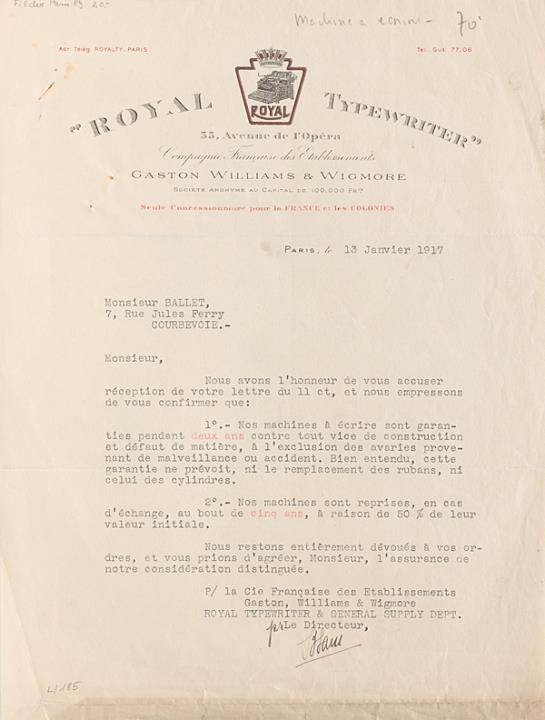 20.-
Machine a ecrire - 70
Adr. Télég. ROYALTY, PARIS
Tel.: Gut. 77,06
ROYAL
"ROYAL TYPEWRITER"
33, Avenue de l'Opéra
Compagnie Française des Etablissements
GASTON WILLIAMS & WIGMORE
SOCIÉTÉ ANONYME AU CAPITAL DE 100,000 FRS
Seule Concessionnaire pour la FRANCE et les COLONIES
PARIS, le 13 Janvier 1917
Monsieur BALLET,
7, Rue Jules Ferry
COURBEVOIE.-
Monsieur,
Nous avons l'honneur de vous accuser
réception de votre lettre du 11 ct, et nous empressons
de vous confirmer que:
1°.- Nos machines à écrire sont garan-
ties pendant deux ans contre tout vice de construction
et défaut de matière, à l'exclusion des avaries prove-
nant de malveillance ou accident. Bien entendu, cette
garantie ne prévoit, ni le remplacement des rubans, ni
celui des cylindres.
2°.- Nos machines sont reprises, en cas
d'échange, au bout de cinq ans, à raison de 50 % de leur
valeur initiale.
Nous restons entièrement dévoués à vos or-
dres, et vous prions d'agréer, Monsieur, l'assurance de
notre considération distinguée.
P/ la Cie Française des Etablissements
Gaston, Williams & Wigmore
ROYAL TYPEWRITER & GENERAL SUPPLY DEPT.
pr Le Directeur,
L/185